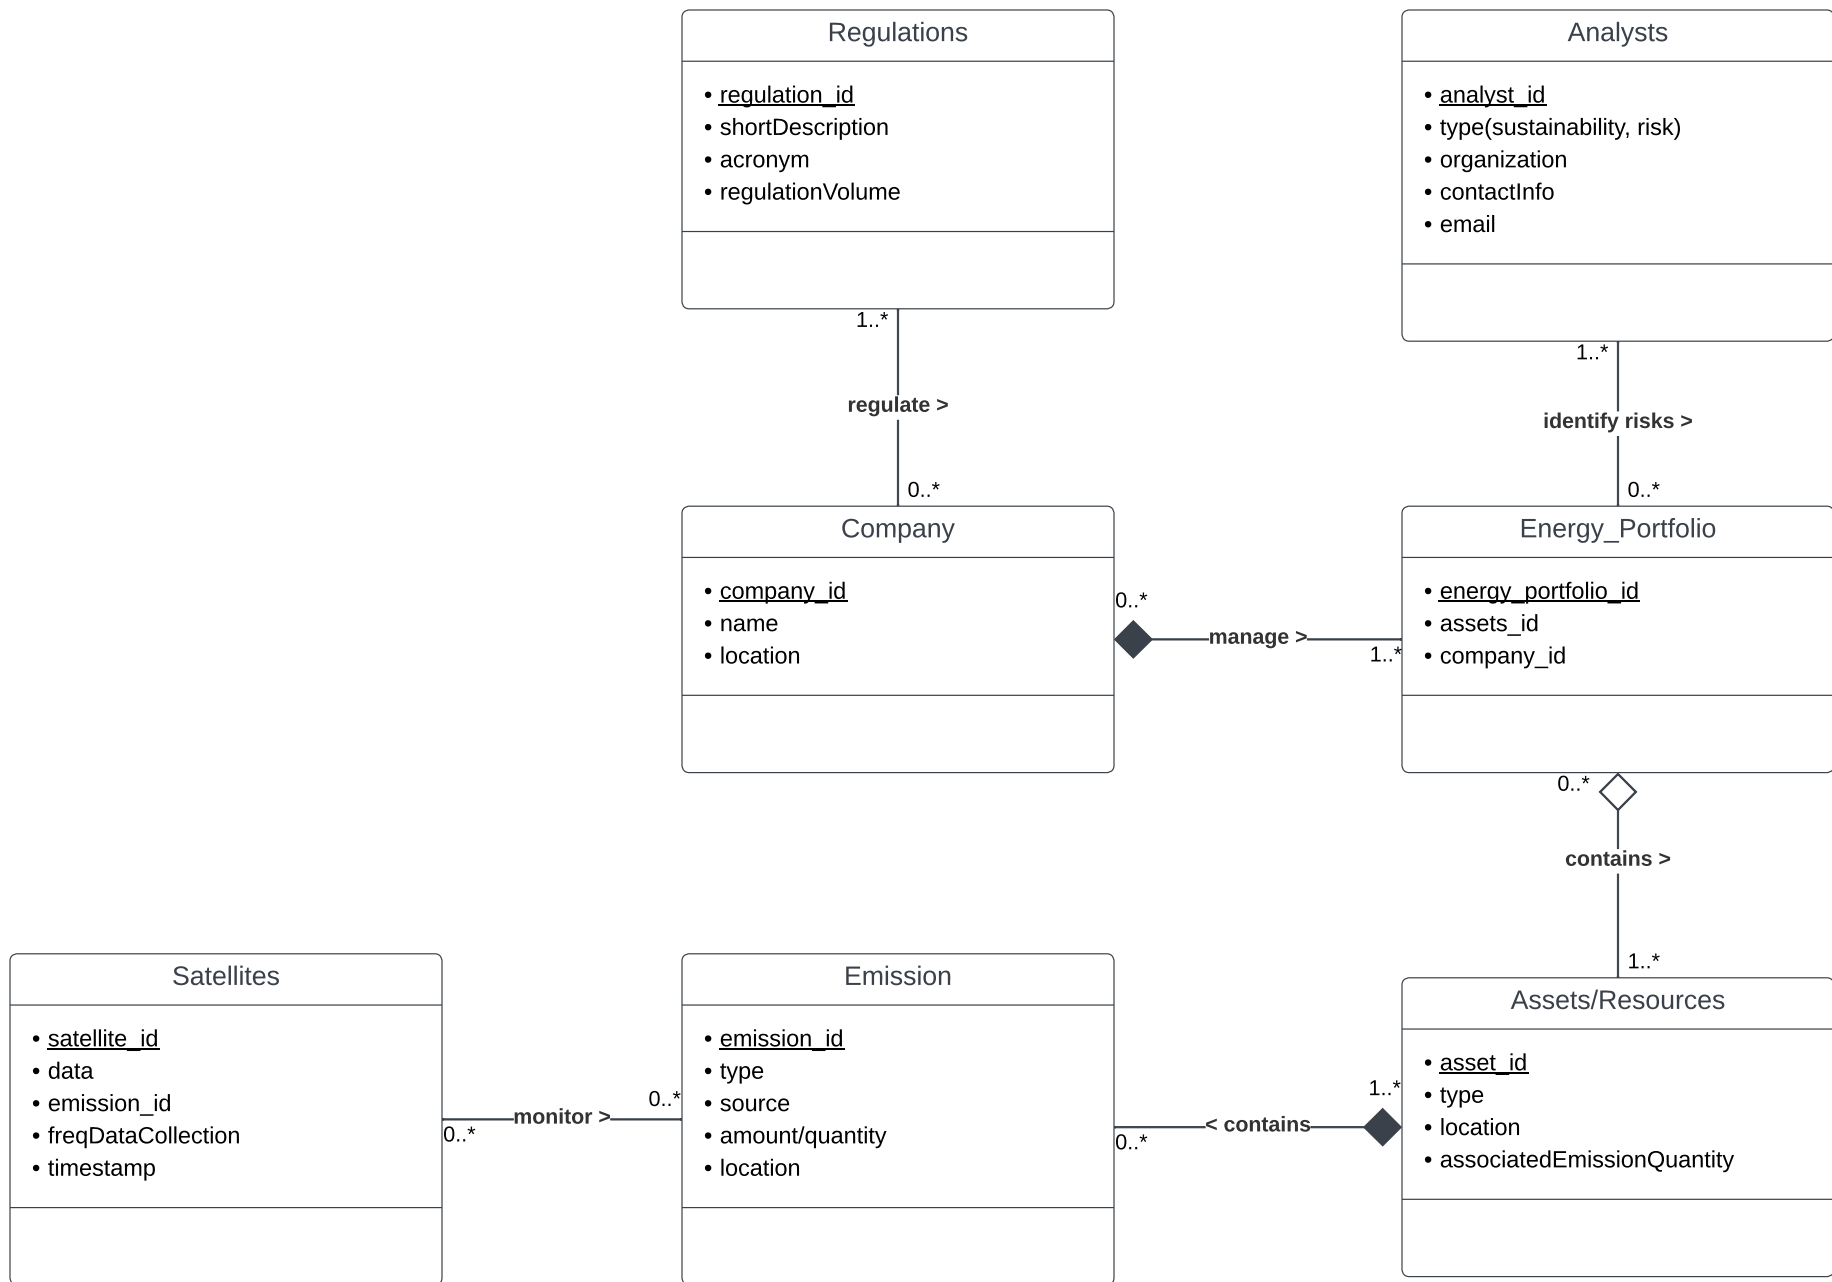 Regulations
• regulation_id
• shortDescription
• acronym
• regulationVolume
Analysts
• analyst_id
• type(sustainability, risk)
• organization
• contactInfo
• email
1..*
regulate >
0..*
1..*
identify risks >
0..*
Company
• company_id
• name
• location
0..*
manage >
1..*
Energy_Portfolio
• energy_portfolio_id
• assets_id
• company_id
0..*
contains >
1..*
Satellites
• satellite_id
• data
• emission_id
• freqDataCollection
• timestamp
0..*
monitor >
0..*
Emission
• emission_id
• type
• source
• amount/quantity
• location
0..*
< contains
1..*
Assets/Resources
• asset_id
• type
• location
• associatedEmissionQuantity